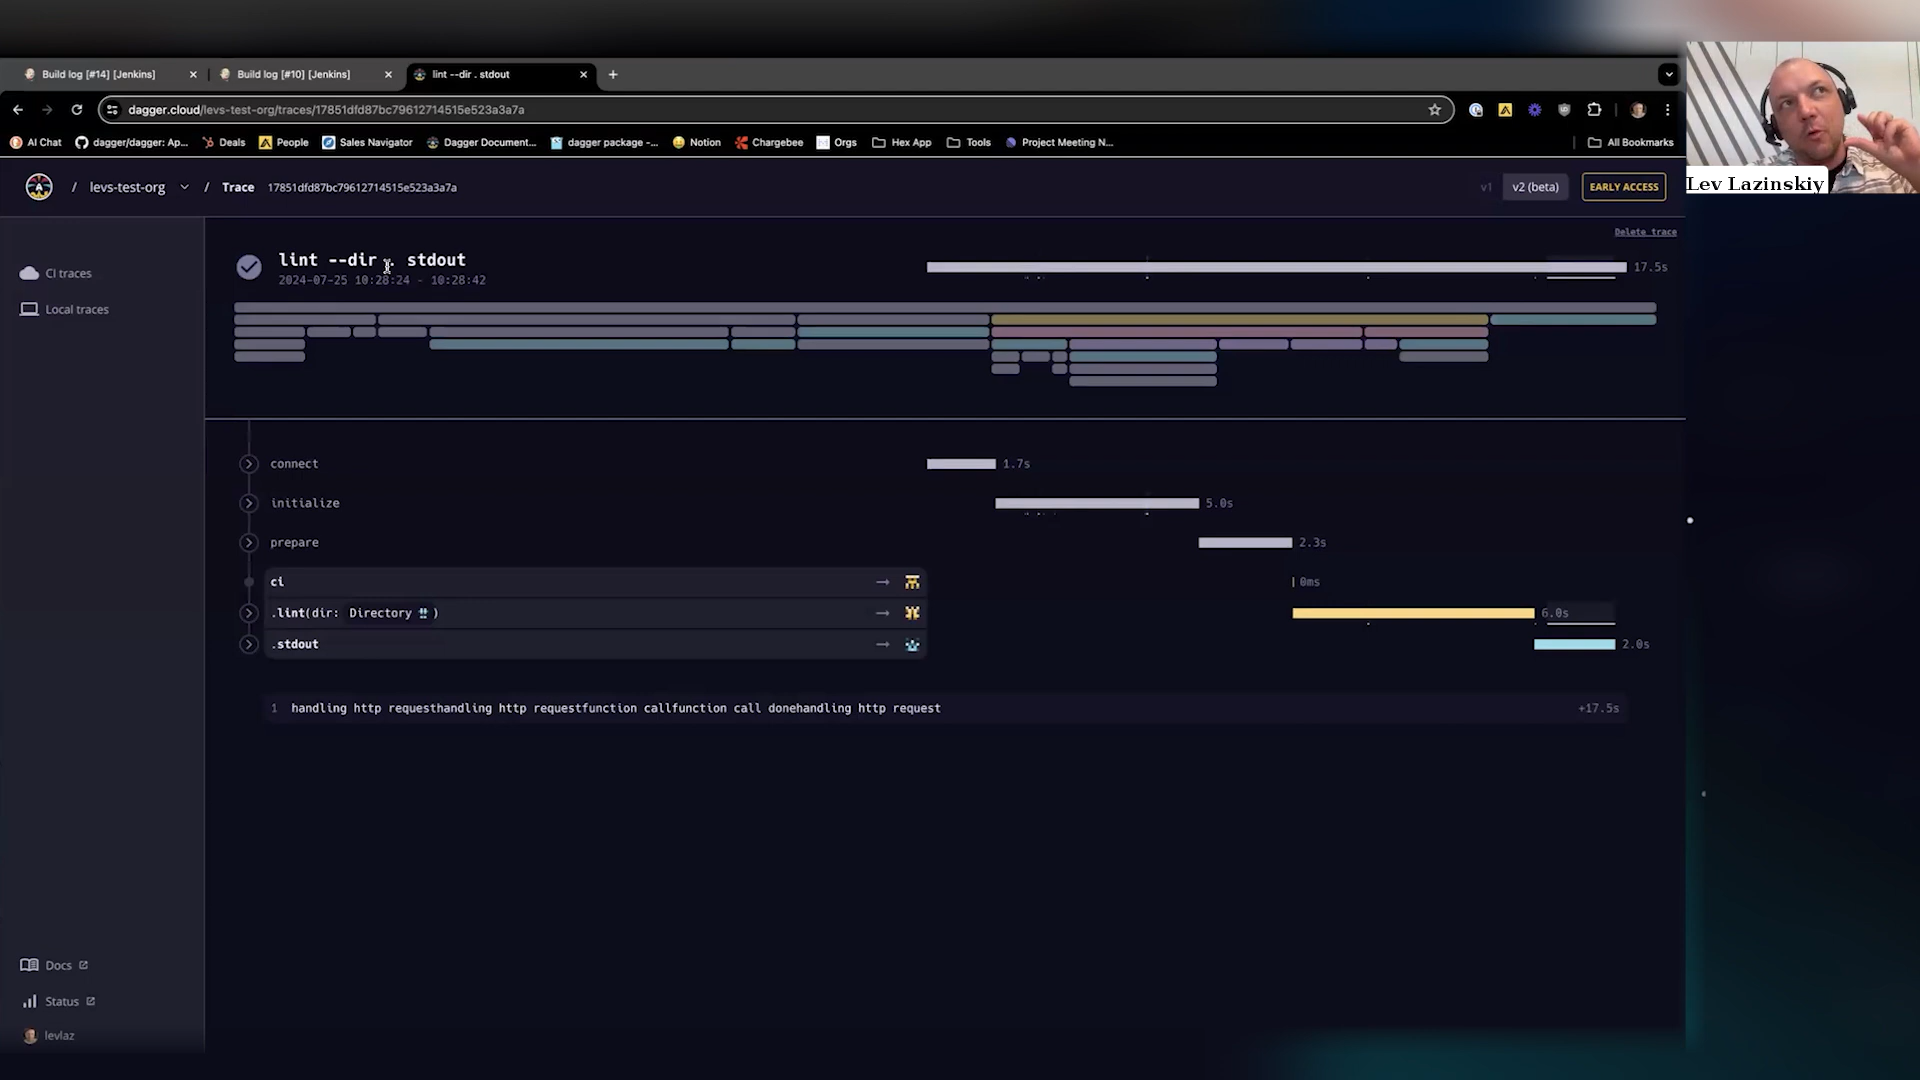 Build log [#14] [Jenkins]
Build log [#10] [Jenkins]
lint --dir . stdout
dagger.cloud/levs-test-org/traces/17851dfd87bc79612714515e523a3a7a
AI Chat
dagger/dagger: Ap...
Deals
People
Sales Navigator
Dagger Document...
dagger package -...
Notion
Chargebee
Orgs
Hex App
Tools
Project Meeting N...
All Bookmarks
Lev Lazinskiy
/ levs-test-org / Trace 17851dfd87bc79612714515e523a3a7a
v1
v2 (beta)
EARLY ACCESS
Delete trace
CI traces
Local traces
lint --dir . stdout
17.5s
2024-07-25 10:28:24 - 10:28:42
connect
1.7s
initialize
5.0s
prepare
2.3s
ci
0ms
.lint(dir: Directory )
6.0s
.stdout
2.0s
1 handling http requesthandling http requestfunction callfunction call donehandling http request +17.5s
Docs
Status
levlaz